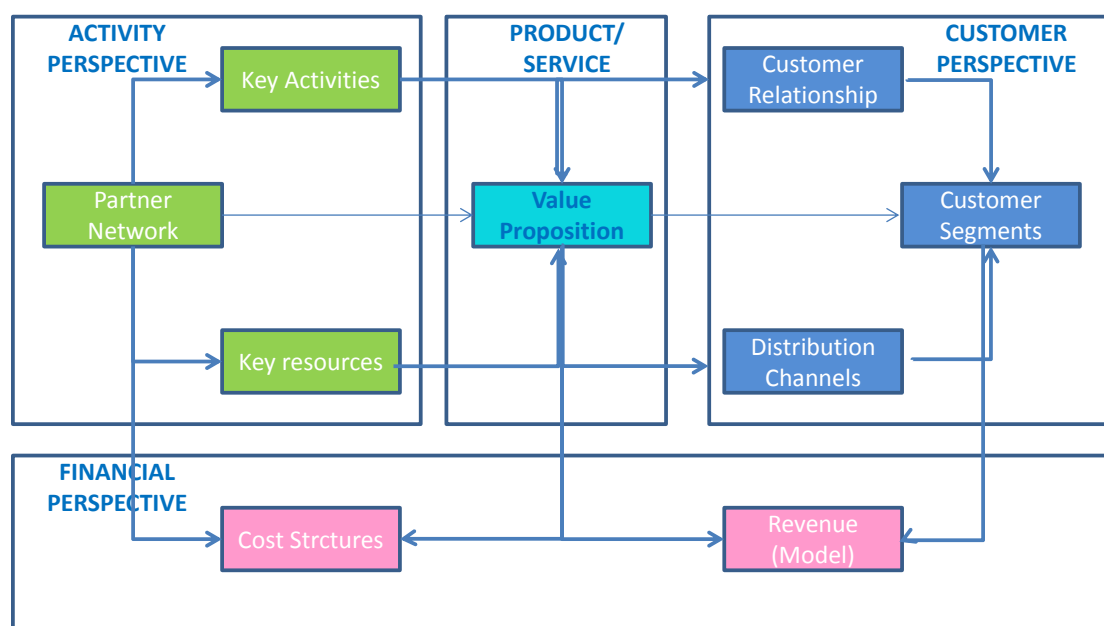 ACTIVITY
PERSPECTIVE
Key Activities
Partner
Network
Key resources
PRODUCT/
SERVICE
Value
Proposition
CUSTOMER
PERSPECTIVE
Customer
Relationship
Customer
Segments
Distribution
Channels
FINANCIAL
PERSPECTIVE
Cost Strctures
Revenue
(Model)